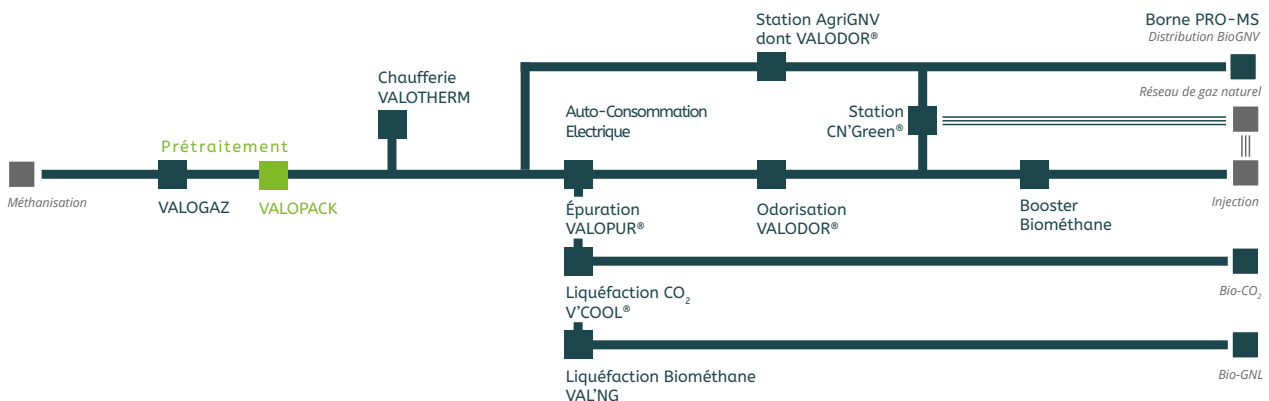 Station AgriGNV
dont VALODOR®
Borne PRO-MS
Distribution BioGNV
Chaufferie
VALOTHERM
Réseau de gaz naturel
Auto-Consommation
Electrique
Station
CN'Green®
Prétraitement
Méthanisation
VALOGAZ
VALOPACK
Épuration
VALOPUR®
Odorisation
VALODOR®
Booster
Biométhane
Injection
Liquéfaction CO₂
V'COOL®
Bio-CO₂
Liquéfaction Biométhane
VAL'NG
Bio-GNL